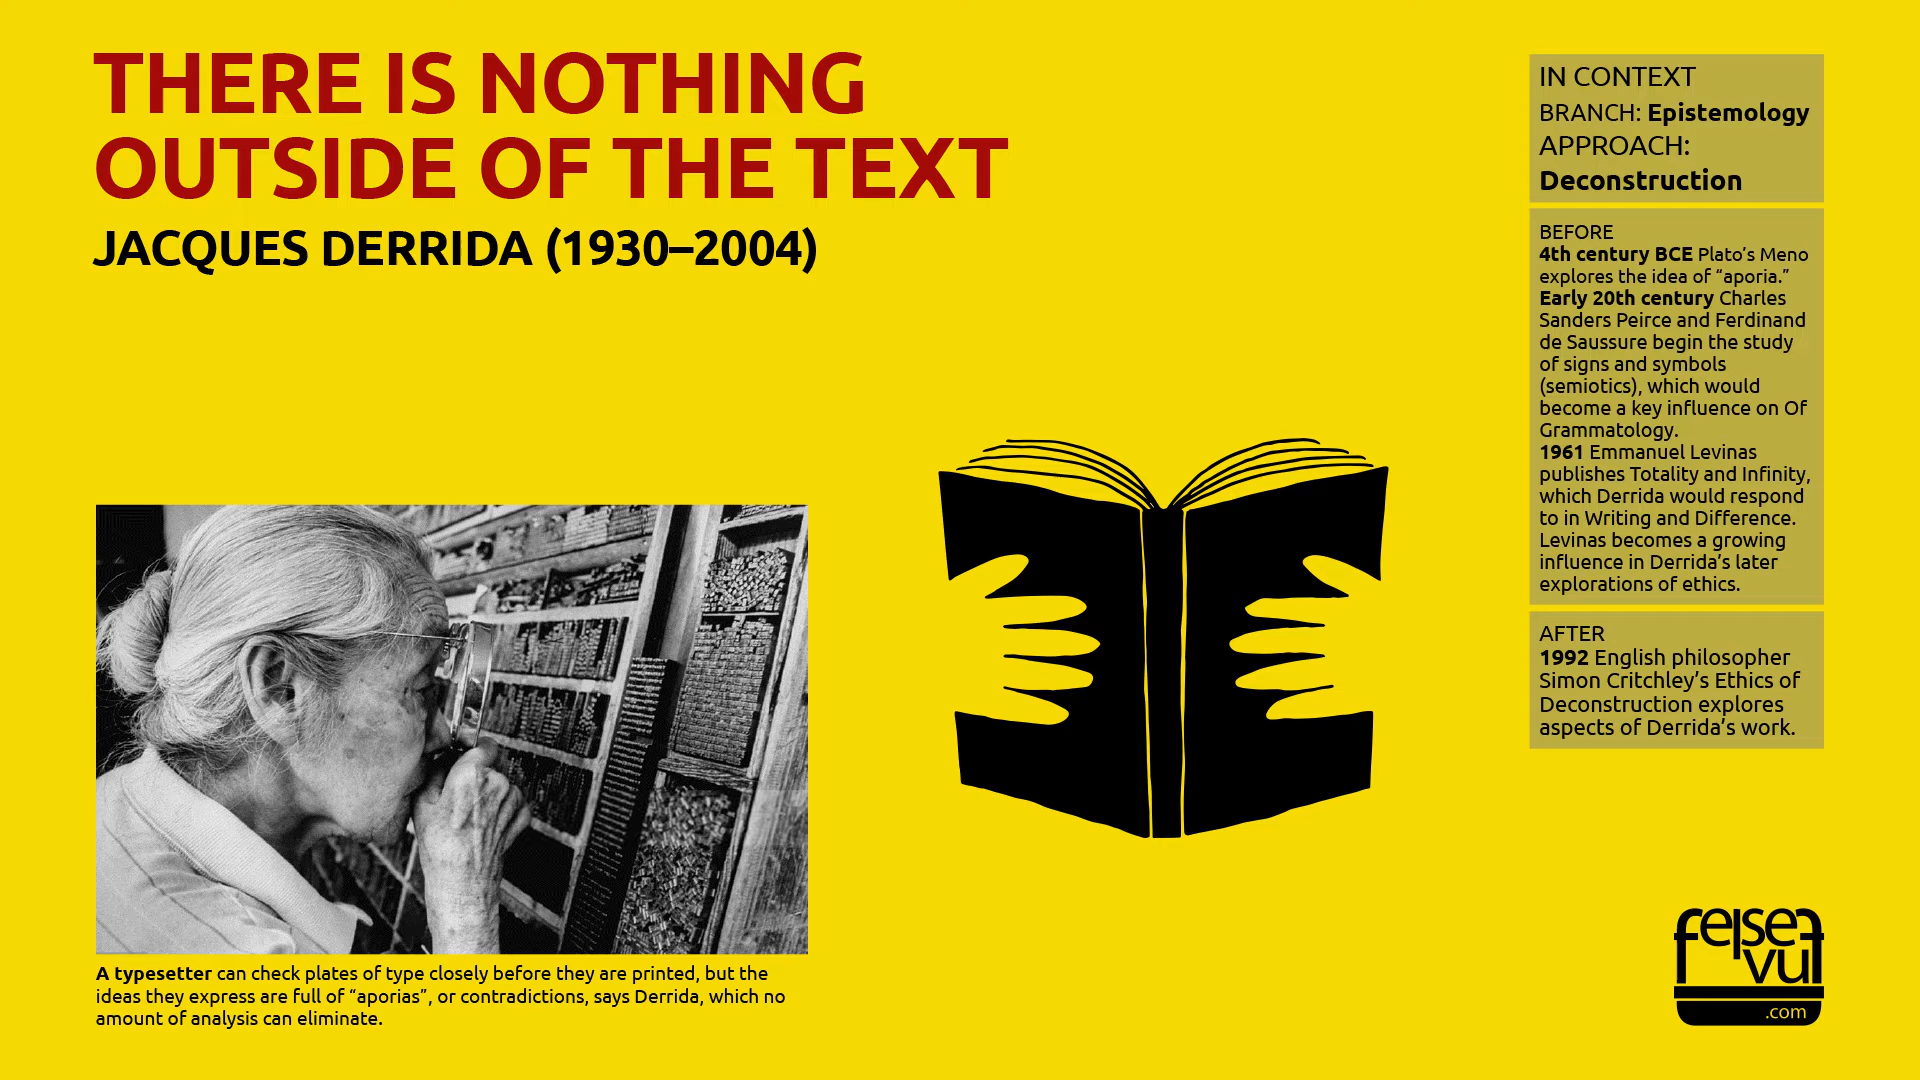 THERE IS NOTHING
OUTSIDE OF THE TEXT
JACQUES DERRIDA (1930–2004)
A typesetter can check plates of type closely before they are printed, but the
ideas they express are full of “aporias”, or contradictions, says Derrida, which no
amount of analysis can eliminate.
IN CONTEXT
BRANCH: Epistemology
APPROACH:
Deconstruction
BEFORE
4th century BCE Plato’s Meno
explores the idea of “aporia.”
Early 20th century Charles
Sanders Peirce and Ferdinand
de Saussure begin the study
of signs and symbols
(semiotics), which would
become a key influence on Of
Grammatology.
1961 Emmanuel Levinas
publishes Totality and Infinity,
which Derrida would respond
to in Writing and Difference.
Levinas becomes a growing
influence in Derrida’s later
explorations of ethics.
AFTER
1992 English philosopher
Simon Critchley’s Ethics of
Deconstruction explores
aspects of Derrida’s work.
felsef
vuf
.com